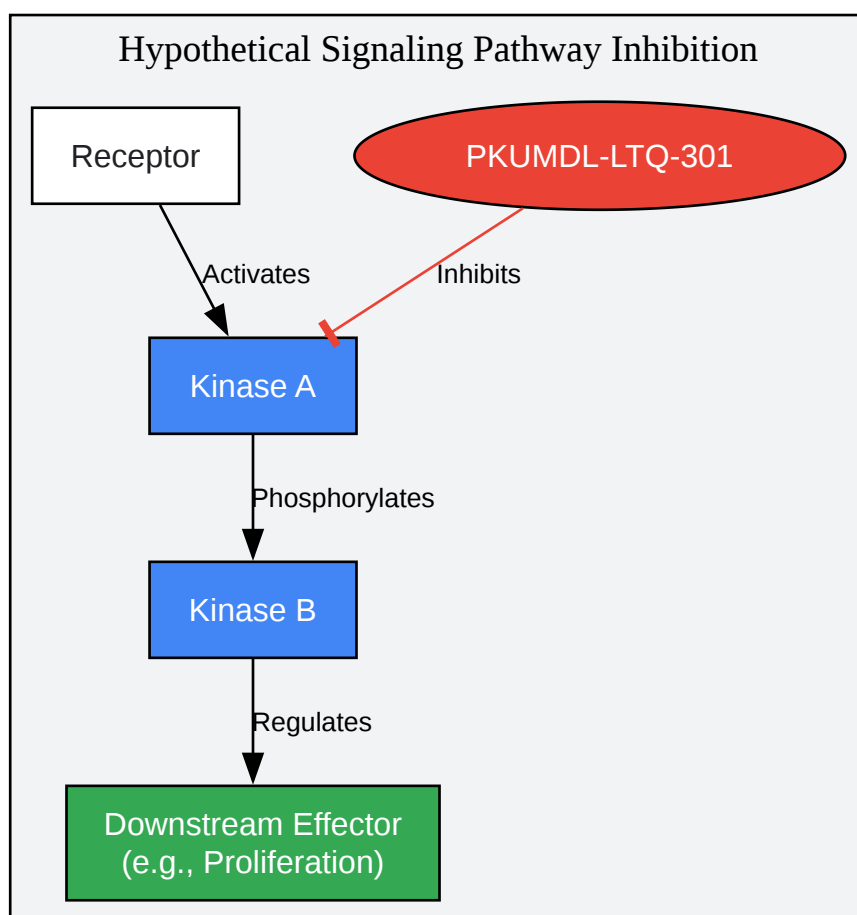 Hypothetical Signaling Pathway Inhibition
Receptor
PKUMDL-LTQ-301
Activates
Inhibits
Kinase A
Phosphorylates
Kinase B
Regulates
Downstream Effector
(e.g., Proliferation)